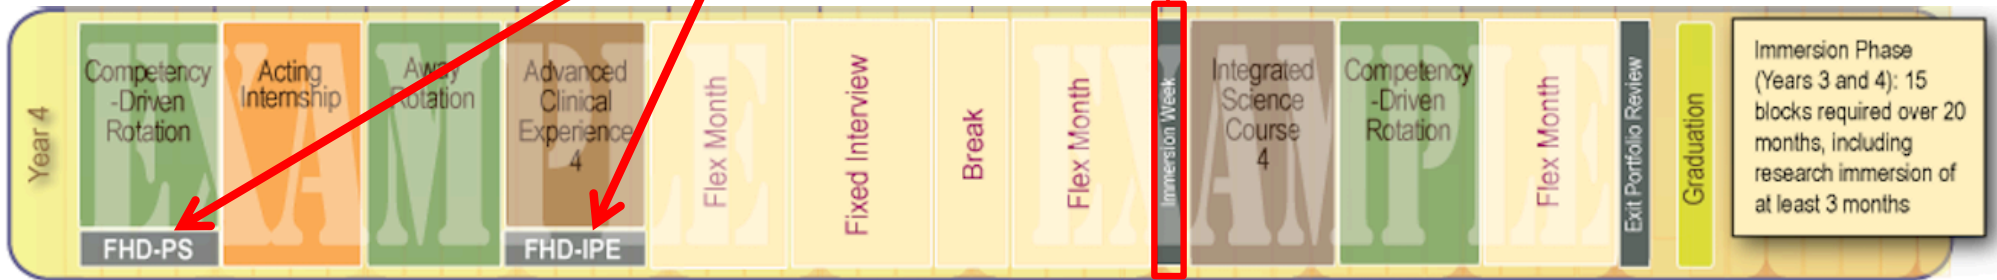 Year 4
Competency
-Driven
Rotation
FHD-PS
Acting
Internship
Away
Rotation
Advanced
Clinical
Experience
4
FHD-IPE
Flex Month
Fixed Interview
Break
Flex Month
Immersion Week
Integrated
Science
Course
4
Competency
-Driven
Rotation
Flex Month
Exit Portfolio Review
Graduation
Immersion Phase
(Years 3 and 4): 15
blocks required over 20
months, including
research immersion of
at least 3 months
EXAMPLE
EXAMPLE